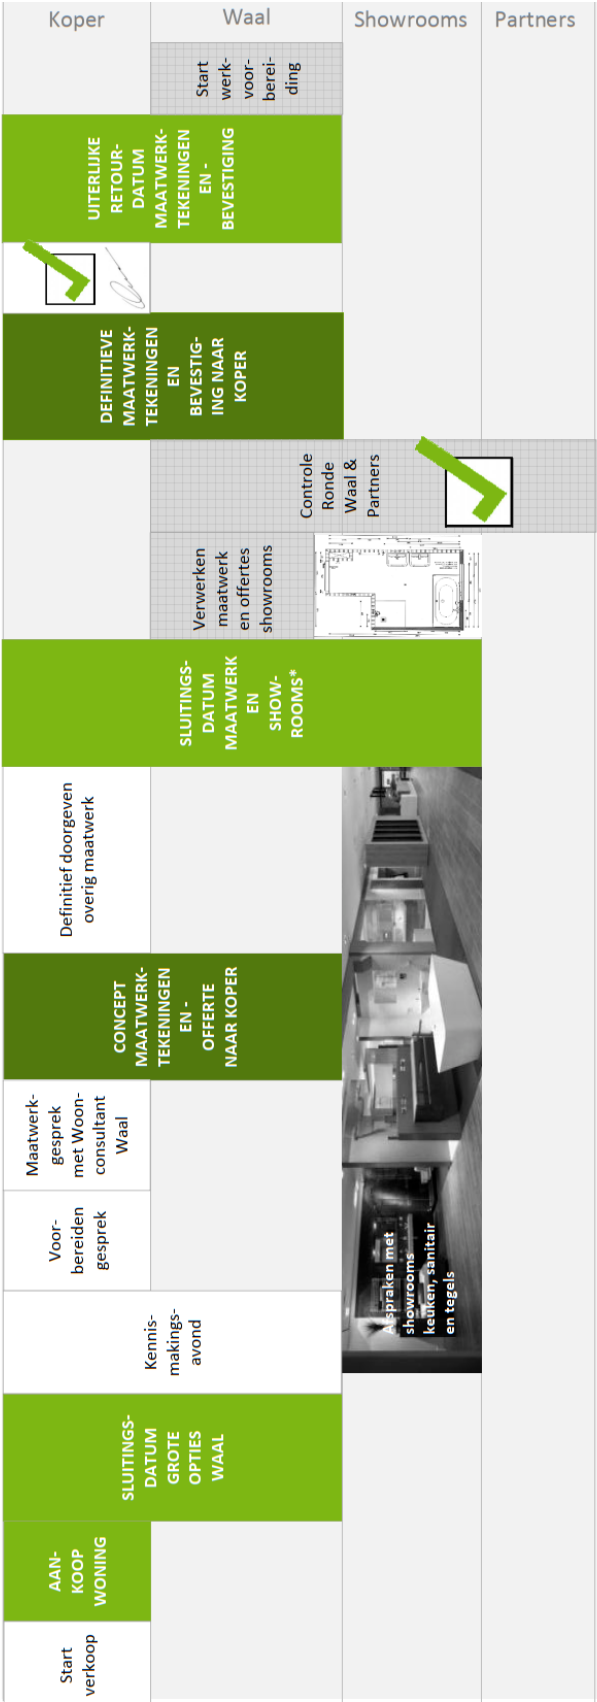 Koper
Waal
Showrooms
Partners
Start
werk-
voor-
berei-
ding
UITERLIJKE
RETOUR-
DATUM
MAATWERK-
TEKENINGEN
EN -
BEVESTIGING
DEFINITIEVE
MAATWERK-
TEKENINGEN
EN
BEVESTIG-
ING NAAR
KOPER
Controle
Ronde
Waal &
Partners
Verwerken
maatwerk
en offertes
showrooms
SLUITINGS-
DATUM
MAATWERK
EN
SHOW-
ROOMS*
Definitief doorgeven
overig maatwerk
CONCEPT
MAATWERK-
TEKENINGEN
EN -
OFFERTE
NAAR KOPER
Maatwerk-
gesprek
met Woon-
consultant
Waal
Voor-
bereiden
gesprek
Afspraken met
showrooms
keuken, sanitair
en tegels
Kennis-
makings-
avond
SLUITINGS-
DATUM
GROTE
OPTIES
WAAL
AAN-
KOOP
WONING
Start
verkoop